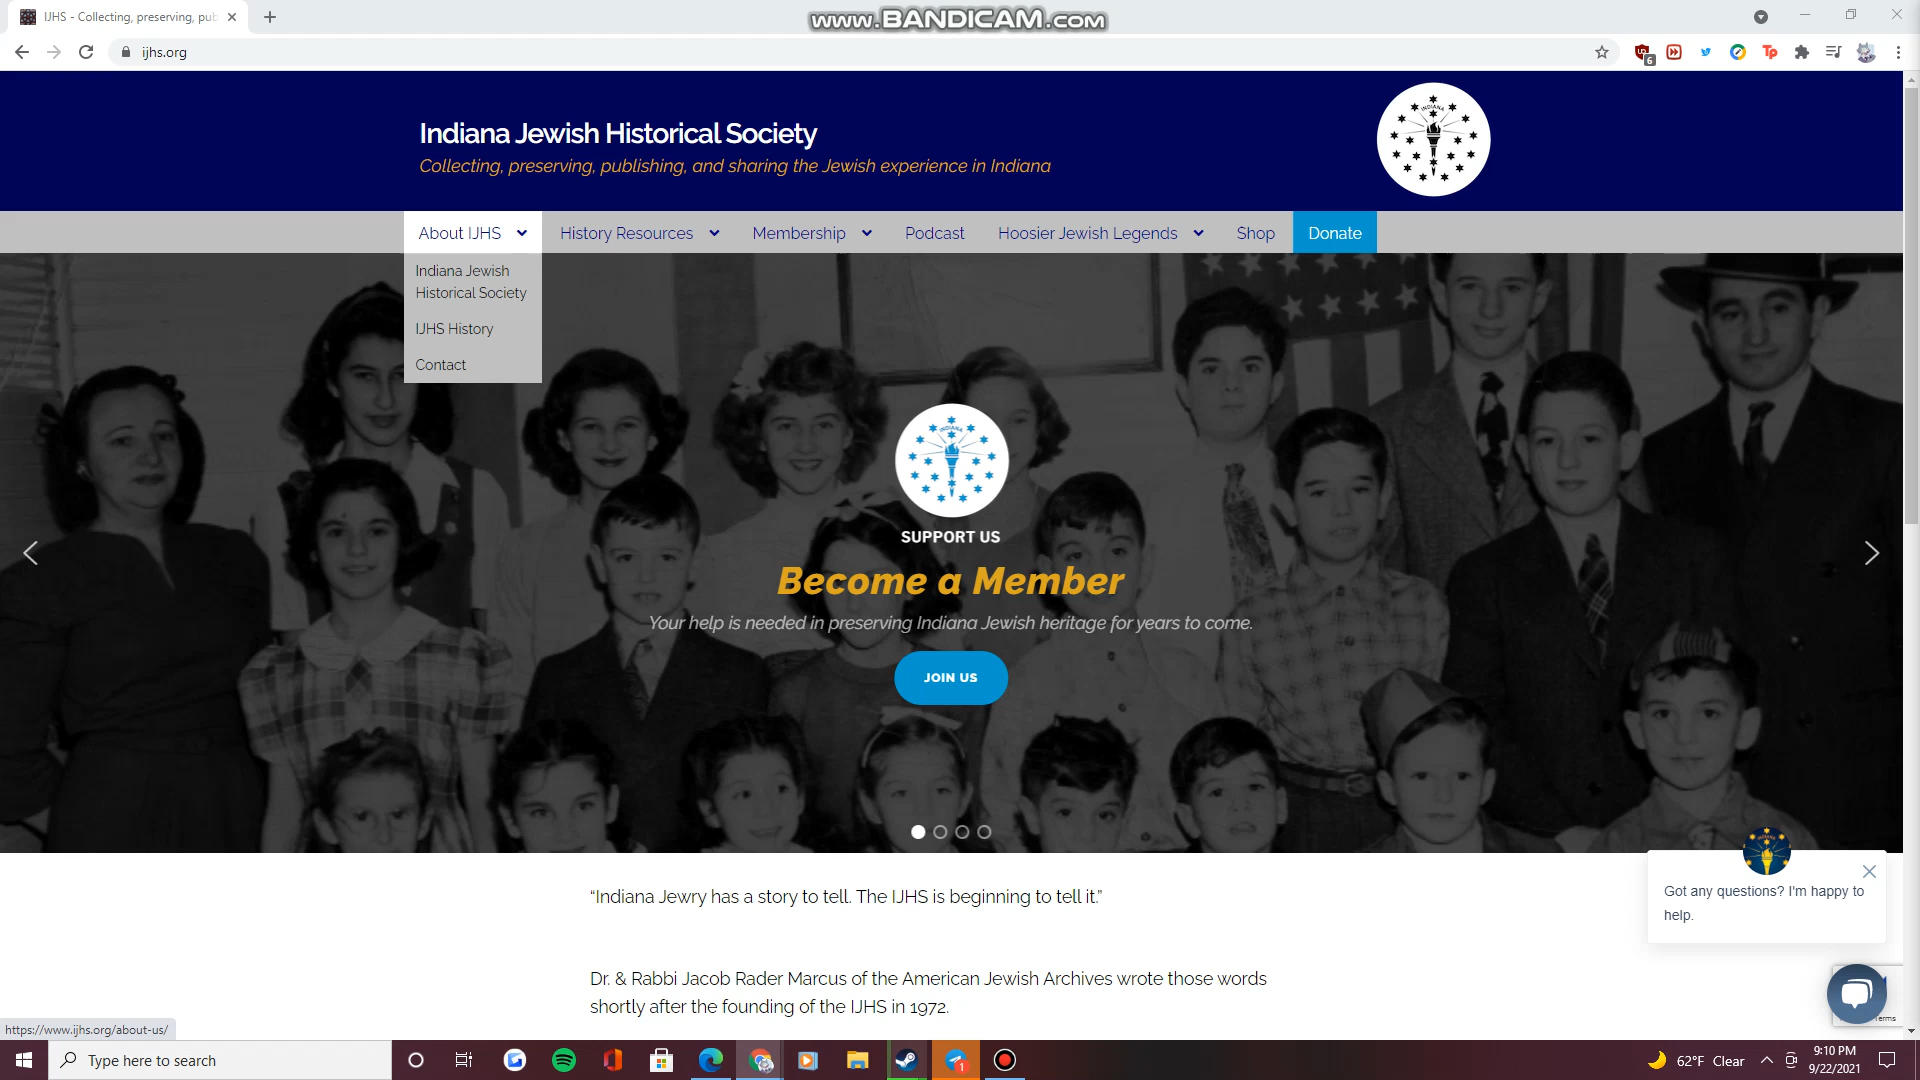 IJHS - Collecting, preserving, pub
WWW.BANDICAM.COM
ijhs.org
6
Tp
Indiana Jewish Historical Society
Collecting, preserving, publishing, and sharing the Jewish experience in Indiana
INDIANA
About IJHS
History Resources
Membership
Podcast
Hoosier Jewish Legends
Shop
Donate
Indiana Jewish
Historical Society
IJHS History
Contact
INDIANA
SUPPORT US
Become a Member
Your help is needed in preserving Indiana Jewish heritage for years to come.
JOIN US
“Indiana Jewry has a story to tell. The IJHS is beginning to tell it.”
Got any questions? I'm happy to
help.
Dr. & Rabbi Jacob Rader Marcus of the American Jewish Archives wrote those words
shortly after the founding of the IJHS in 1972.
Terms
https://www.ijhs.org/about-us/
Type here to search
1
62°F Clear
9:10 PM
9/22/2021